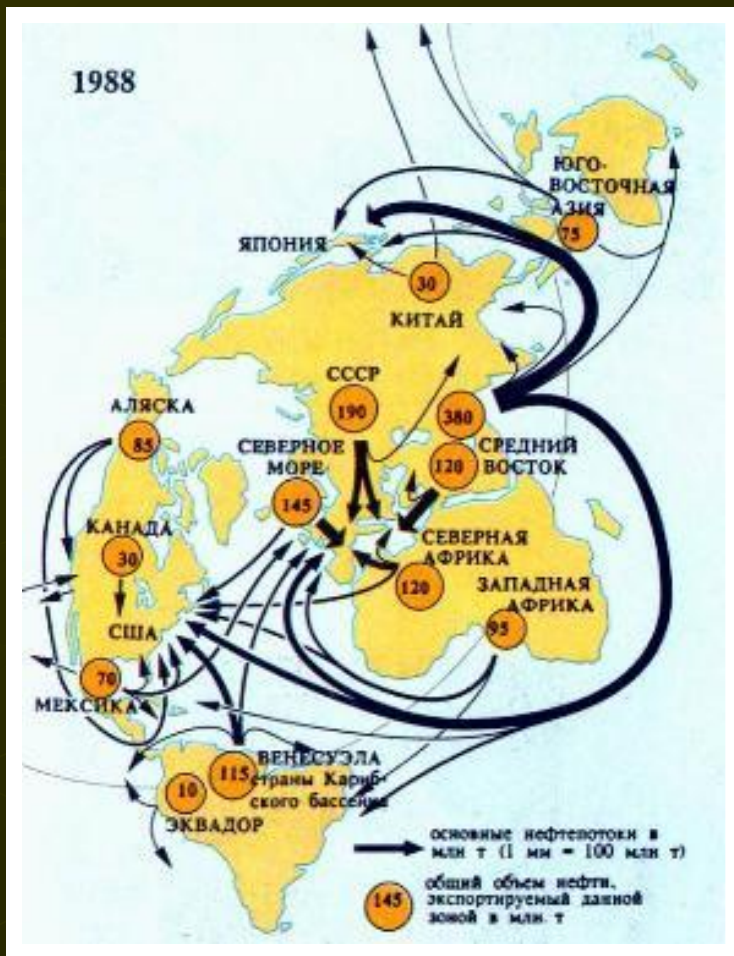 1988
ЮГО-
ВОСТОЧНАЯ
АЗИЯ
75
ЯПОНИЯ
30
КИТАЙ
СССР
190
380
АЛЯСКА
85
СЕВЕРНОЕ
МОРЕ
145
СРЕДНИЙ
ВОСТОК
120
КАНАДА
30
СЕВЕРНАЯ
АФРИКА
120
ЗАПАДНАЯ
АФРИКА
95
США
70
МЕКСИКА
ВЕНЕСУЭЛА
115
страны Кариб-
ского бассейна
10
ЭКВАДОР
основные нефтепотоки в
млн т (1 мм = 100 млн т)
145
общий объем нефти,
экспортируемый данной
зоной в млн. т